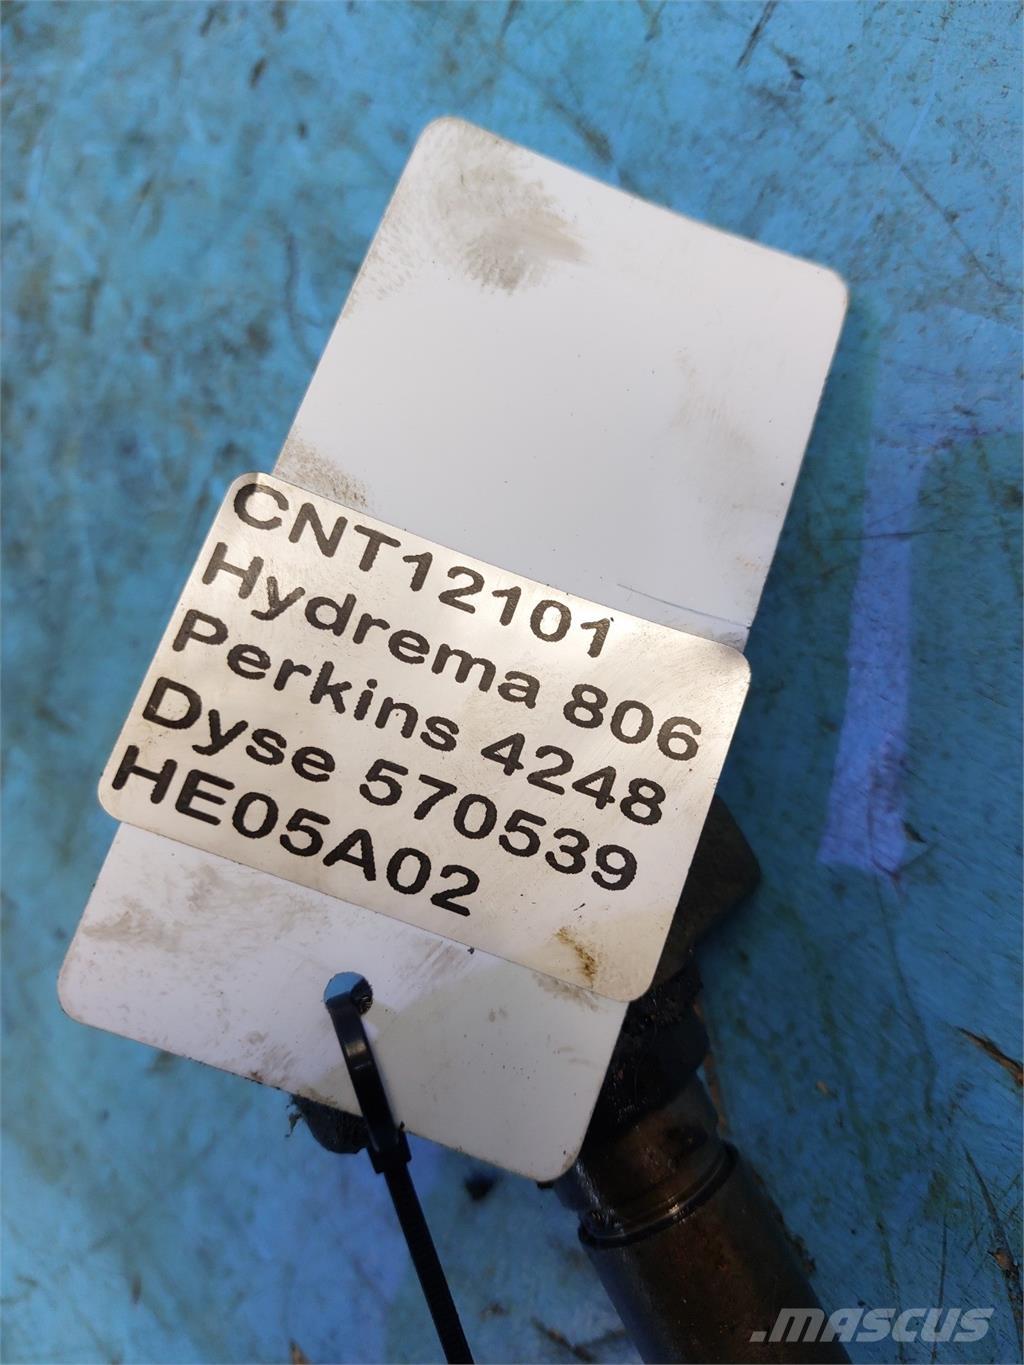 CNT12101
Hydrema 806
Perkins 4248
Dyse 570539
HE05A02
.MASCUS